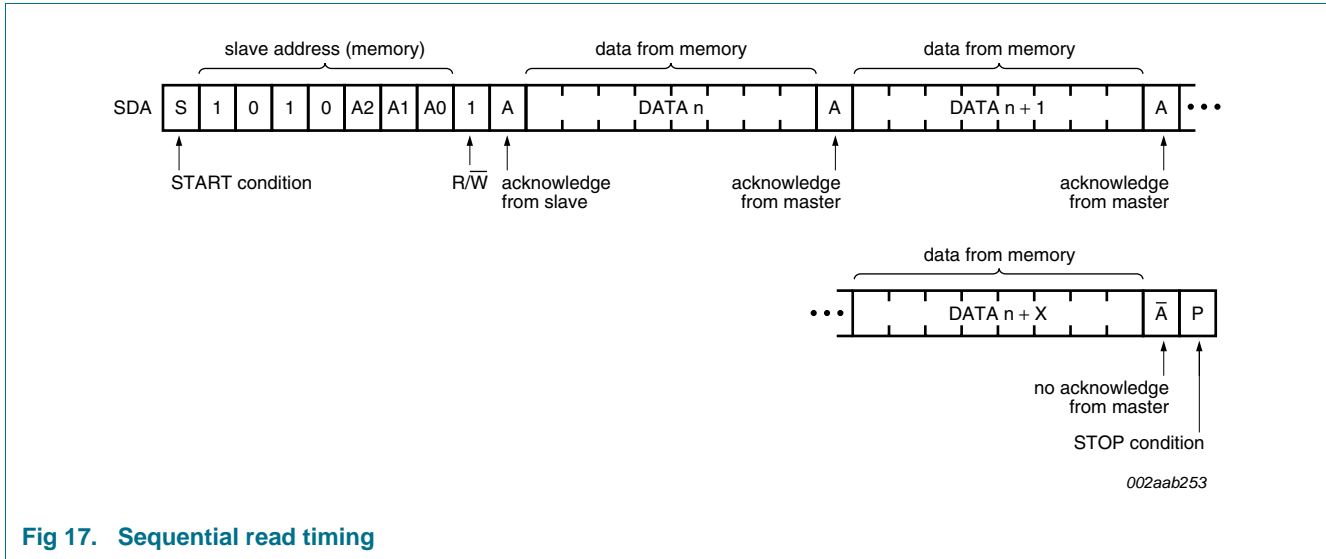 slave address (memory) data from memory data from memory
SDA S 1 0 1 0 A2 A1 A0 1 A DATA n A DATA n + 1 A •••
START condition R/W̅ acknowledge from slave acknowledge from master acknowledge from master
data from memory
••• DATA n + X A̅ P
no acknowledge from master
STOP condition
002aab253
Fig 17. Sequential read timing